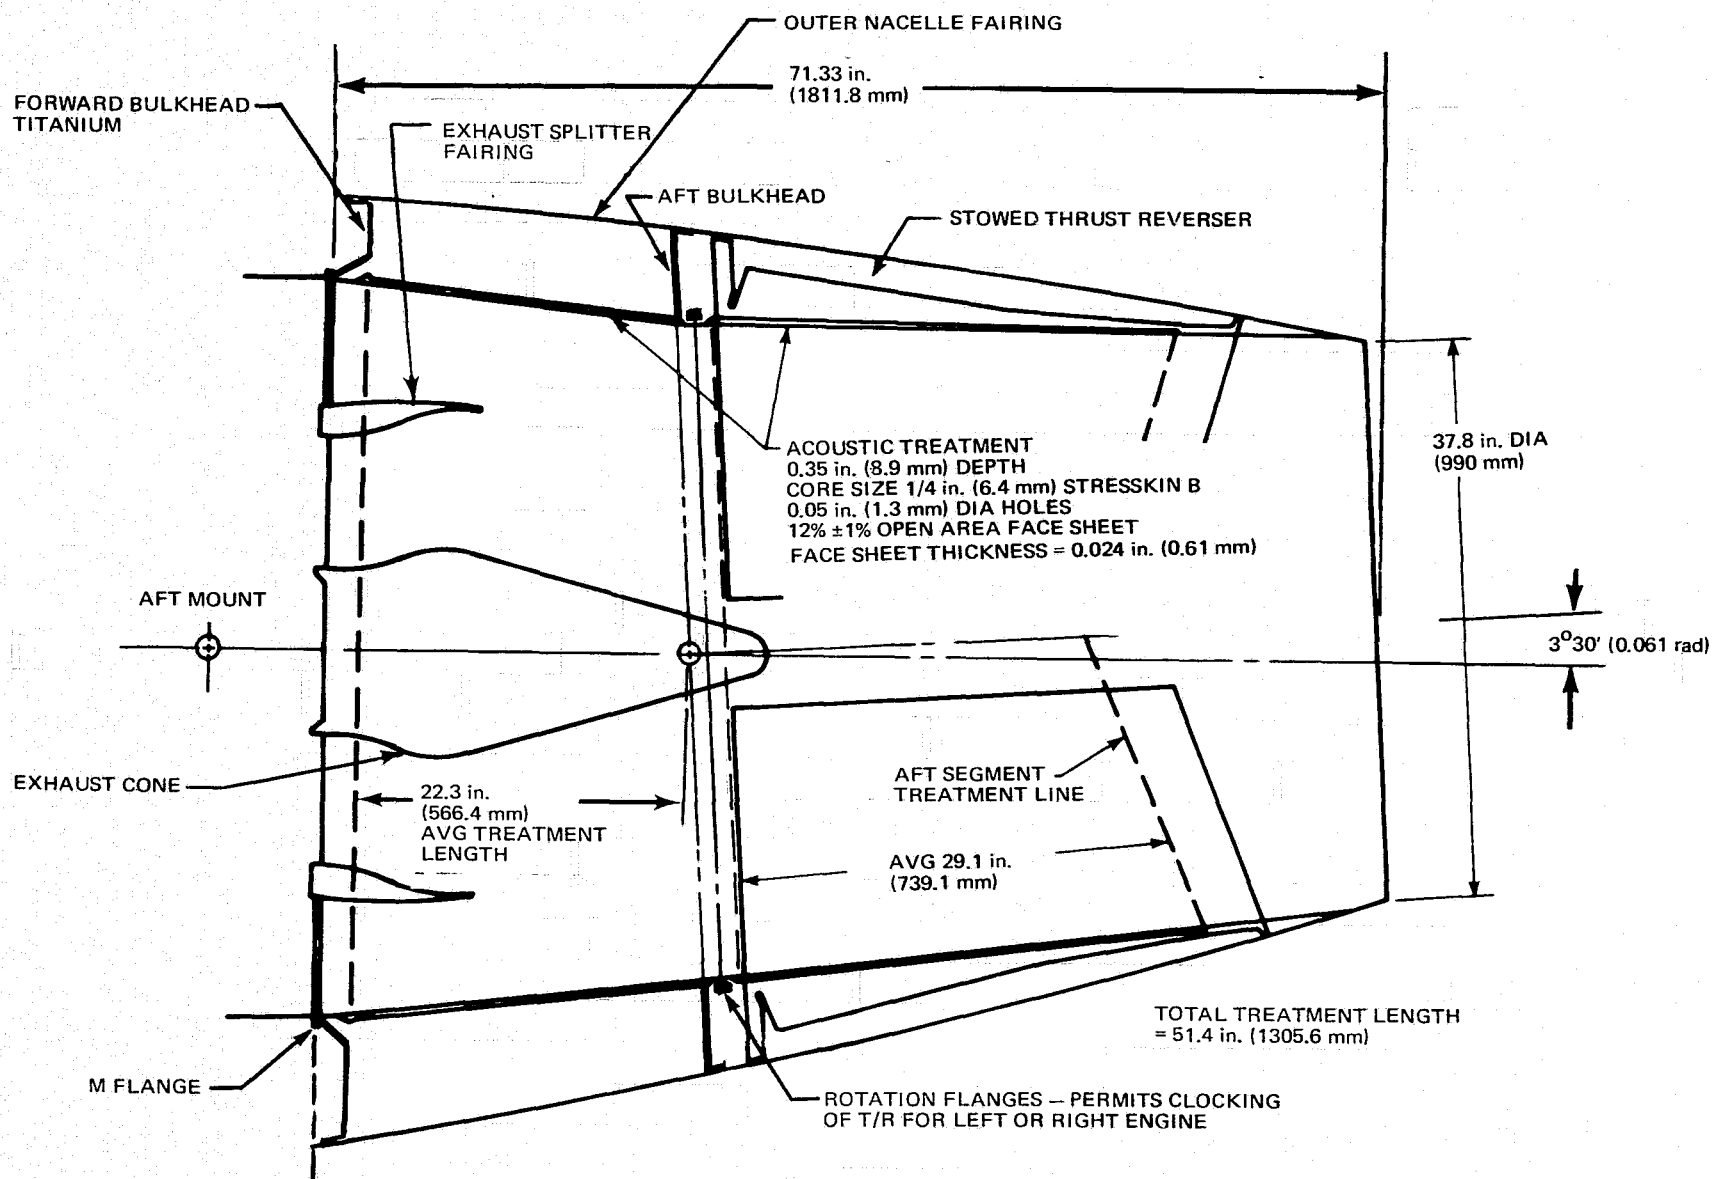 OUTER NACELLE FAIRING
71.33 in.
(1811.8 mm)
FORWARD BULKHEAD
TITANIUM
EXHAUST SPLITTER
FAIRING
AFT BULKHEAD
STOWED THRUST REVERSER
37.8 in. DIA
(990 mm)
ACOUSTIC TREATMENT
0.35 in. (8.9 mm) DEPTH
CORE SIZE 1/4 in. (6.4 mm) STRESSKIN B
0.05 in. (1.3 mm) DIA HOLES
12% ±1% OPEN AREA FACE SHEET
FACE SHEET THICKNESS = 0.024 in. (0.61 mm)
AFT MOUNT
3°30' (0.061 rad)
EXHAUST CONE
22.3 in.
(566.4 mm)
AVG TREATMENT
LENGTH
AFT SEGMENT
TREATMENT LINE
AVG 29.1 in.
(739.1 mm)
TOTAL TREATMENT LENGTH
= 51.4 in. (1305.6 mm)
M FLANGE
ROTATION FLANGES – PERMITS CLOCKING
OF T/R FOR LEFT OR RIGHT ENGINE